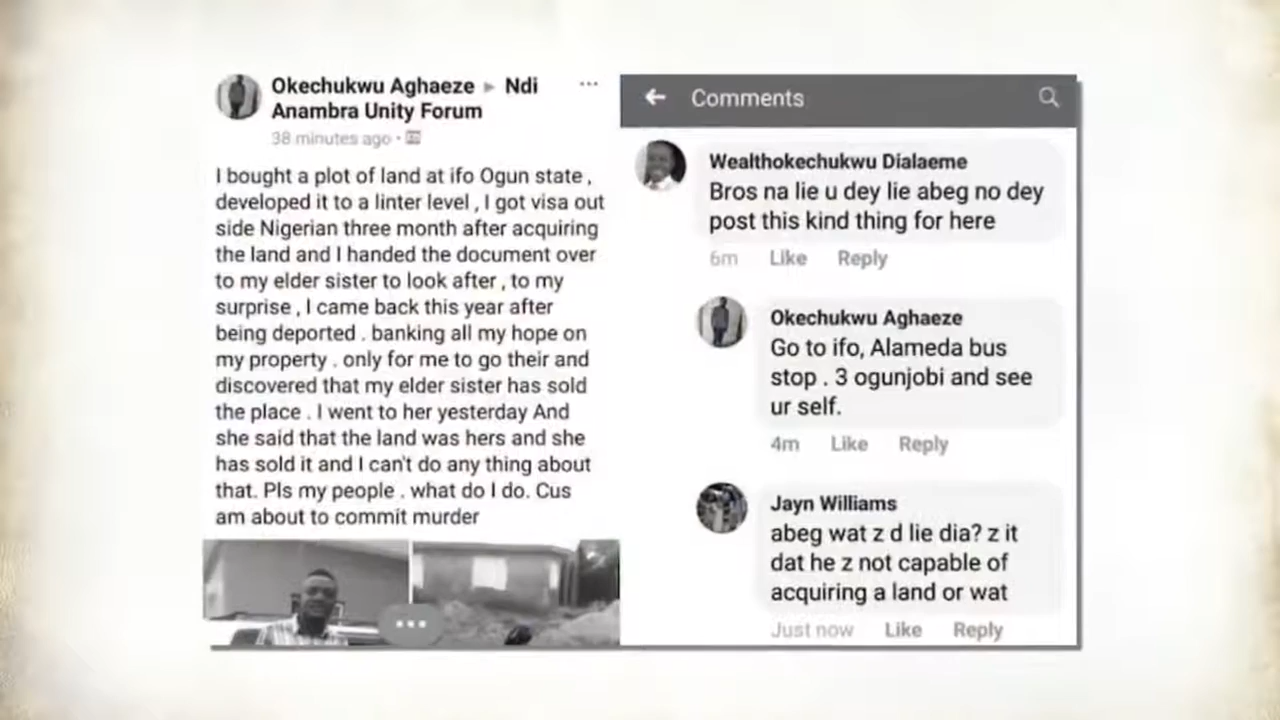 Okechukwu Aghaeze ▸ Ndi
Anambra Unity Forum
38 minutes ago ·
I bought a plot of land at ifo Ogun state ,
developed it to a linter level , I got visa out
side Nigerian three month after acquiring
the land and I handed the document over
to my elder sister to look after , to my
surprise , I came back this year after
being deported . banking all my hope on
my property . only for me to go their and
discovered that my elder sister has sold
the place . I went to her yesterday And
she said that the land was hers and she
has sold it and I can't do any thing about
that. Pls my people . what do I do. Cus
am about to commit murder
Comments
Wealthokechukwu Dialaeme
Bros na lie u dey lie abeg no dey
post this kind thing for here
6m Like Reply
Okechukwu Aghaeze
Go to ifo, Alameda bus
stop . 3 ogunjobi and see
ur self.
4m Like Reply
Jayn Williams
abeg wat z d lie dia? z it
dat he z not capable of
acquiring a land or wat
Just now Like Reply